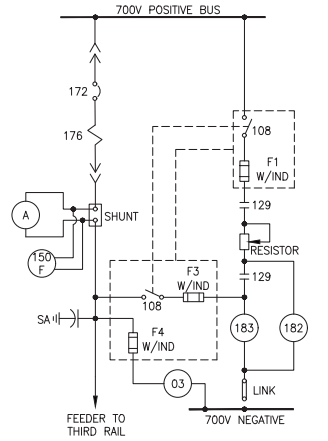 700V POSITIVE BUS
172
176
108
F1
W/IND
129
A
SHUNT
RESISTOR
150
F
129
F3
W/IND
108
SA
F4
W/IND
183
182
03
LINK
700V NEGATIVE
FEEDER TO
THIRD RAIL